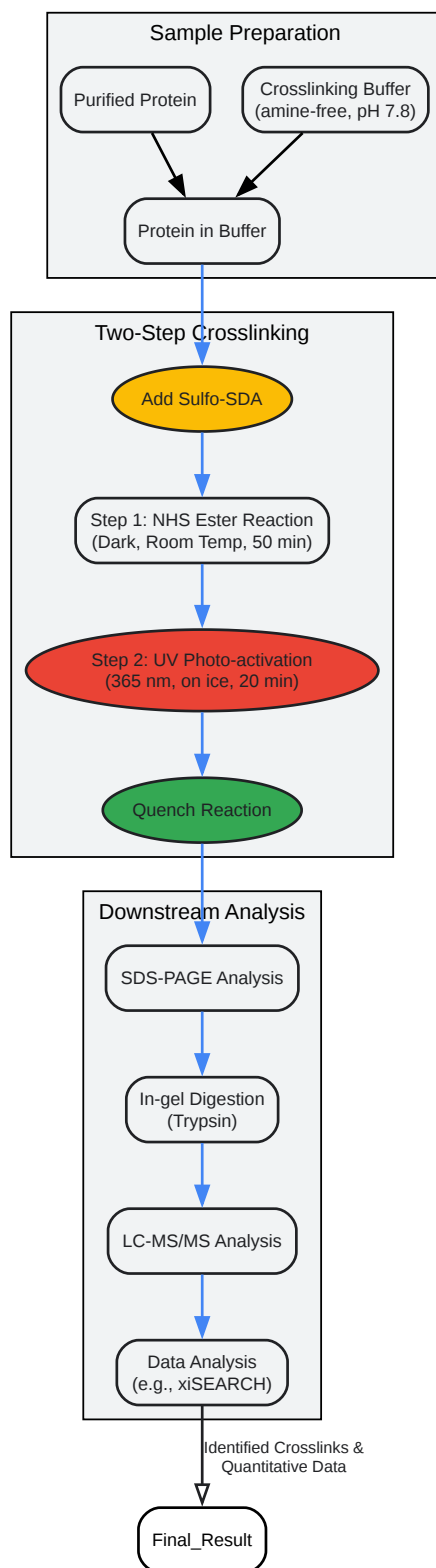 Sample Preparation
Purified Protein
Crosslinking Buffer
(amine-free, pH 7.8)
Protein in Buffer
Two-Step Crosslinking
Add Sulfo-SDA
Step 1: NHS Ester Reaction
(Dark, Room Temp, 50 min)
Step 2: UV Photo-activation
(365 nm, on ice, 20 min)
Quench Reaction
Downstream Analysis
SDS-PAGE Analysis
In-gel Digestion
(Trypsin)
LC-MS/MS Analysis
Data Analysis
(e.g., xiSEARCH)
Identified Crosslinks &
Quantitative Data
Final_Result